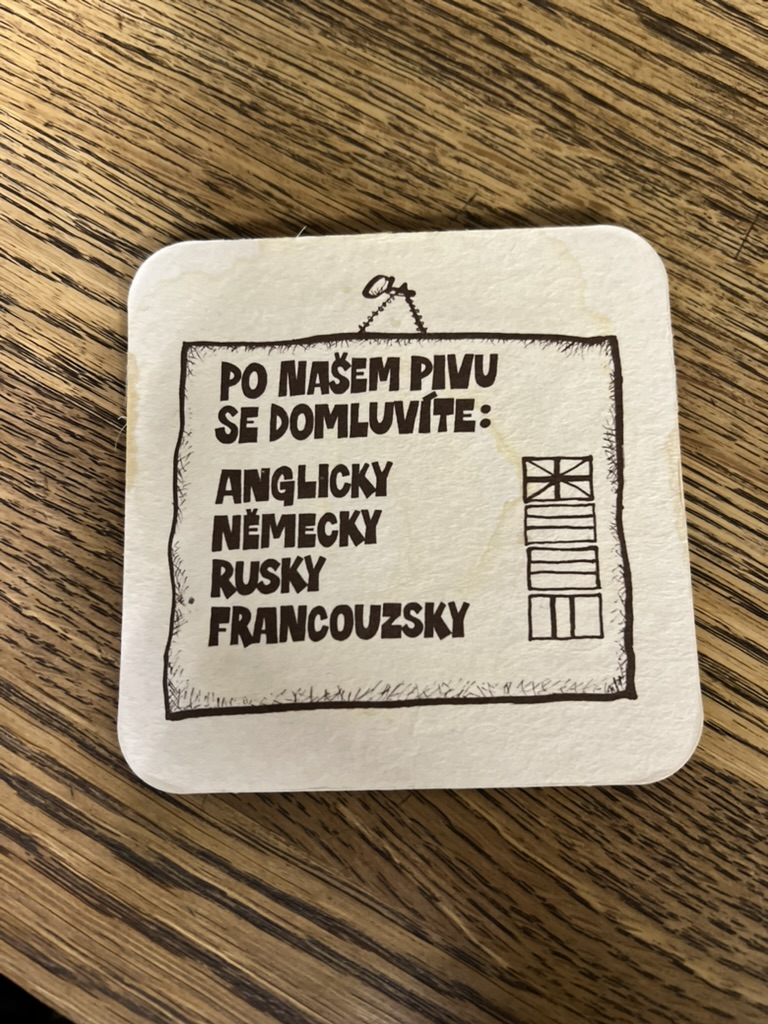 PO NAŠEM PIVU
SE DOMLUVÍTE:
ANGLICKY
NĚMECKY
RUSKY
FRANCOUZSKY